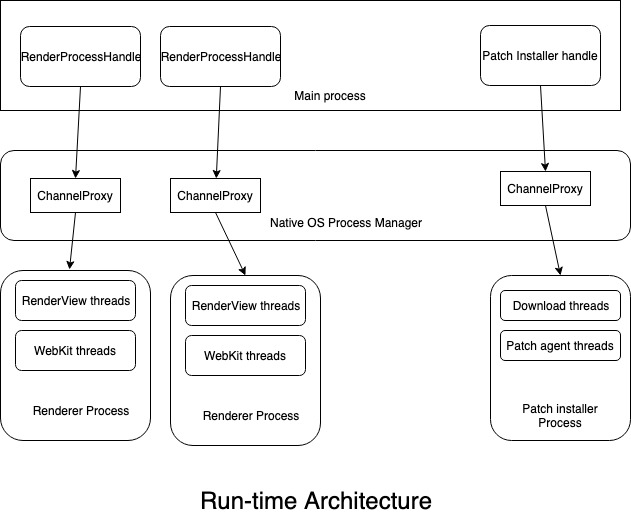 RenderProcessHandle
RenderProcessHandle
Patch Installer handle
Main process
ChannelProxy
ChannelProxy
ChannelProxy
Native OS Process Manager
RenderView threads
WebKit threads
Renderer Process
RenderView threads
WebKit threads
Renderer Process
Download threads
Patch agent threads
Patch installer
Process
Run-time Architecture